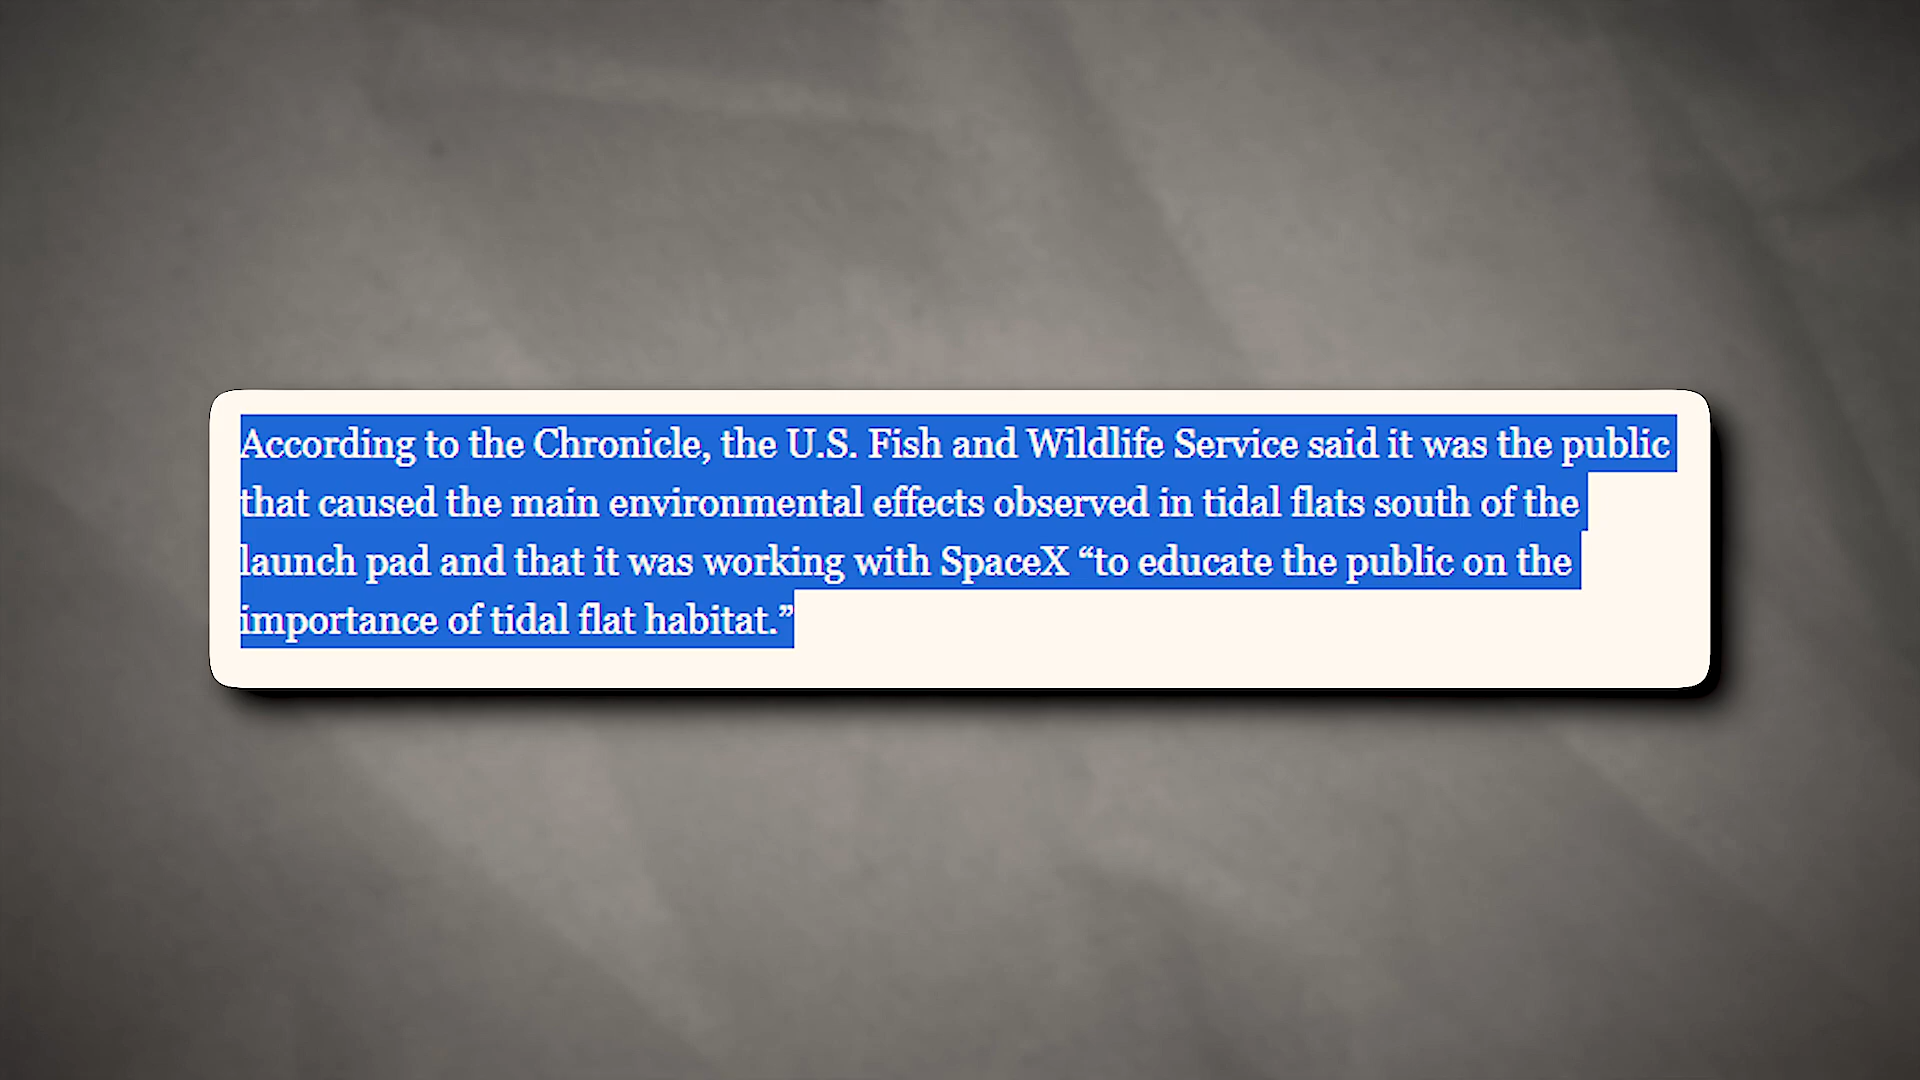 According to the Chronicle, the U.S. Fish and Wildlife Service said it was the public
that caused the main environmental effects observed in tidal flats south of the
launch pad and that it was working with SpaceX “to educate the public on the
importance of tidal flat habitat.”